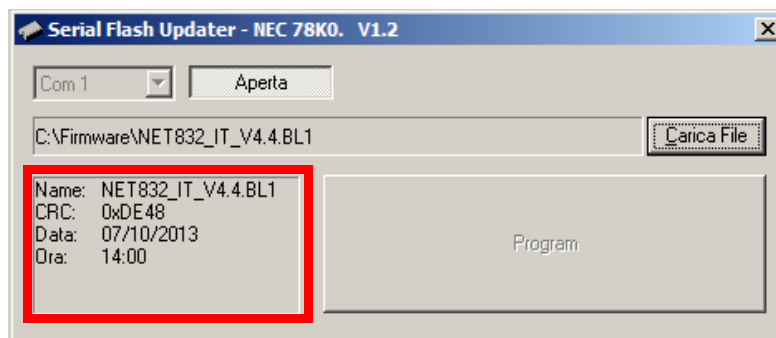 Serial Flash Updater - NEC 78K0. V1.2
Com 1 Aperta
C:\Firmware\NET832_IT_V4.4.BL1 Carica File
Name: NET832_IT_V4.4.BL1
CRC: 0xDE48
Data: 07/10/2013
Ora: 14:00
Program